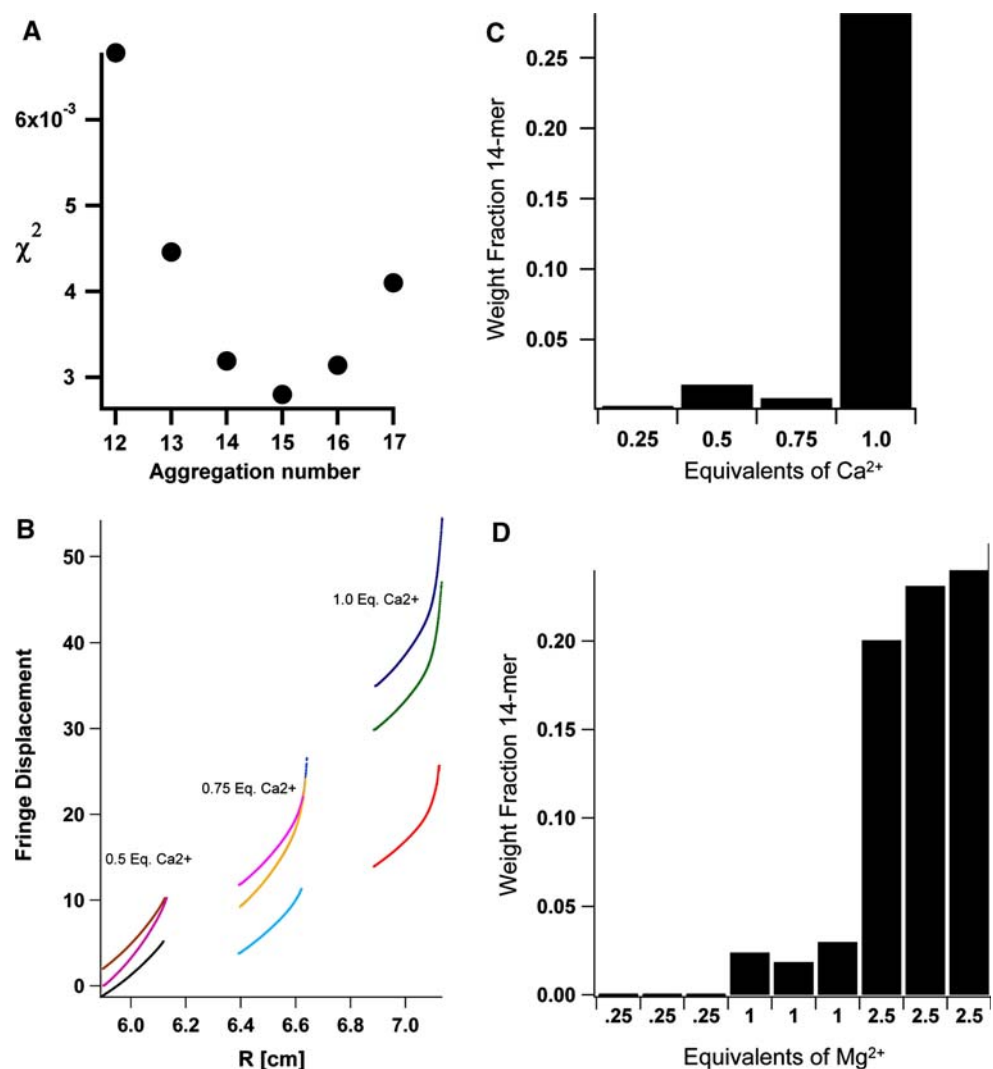 A
6x10⁻³
5
4
3
χ²
12 13 14 15 16 17
Aggregation number
B
50
40
30
20
10
0
Fringe Displacement
1.0 Eq. Ca2+
0.75 Eq. Ca2+
0.5 Eq. Ca2+
6.0 6.2 6.4 6.6 6.8 7.0
R [cm]
C
0.25
0.20
0.15
0.10
0.05
Weight Fraction 14-mer
0.25 0.5 0.75 1.0
Equivalents of Ca²⁺
D
0.20
0.15
0.10
0.05
0.00
Weight Fraction 14-mer
.25 .25 .25 1 1 1 2.5 2.5 2.5
Equivalents of Mg²⁺